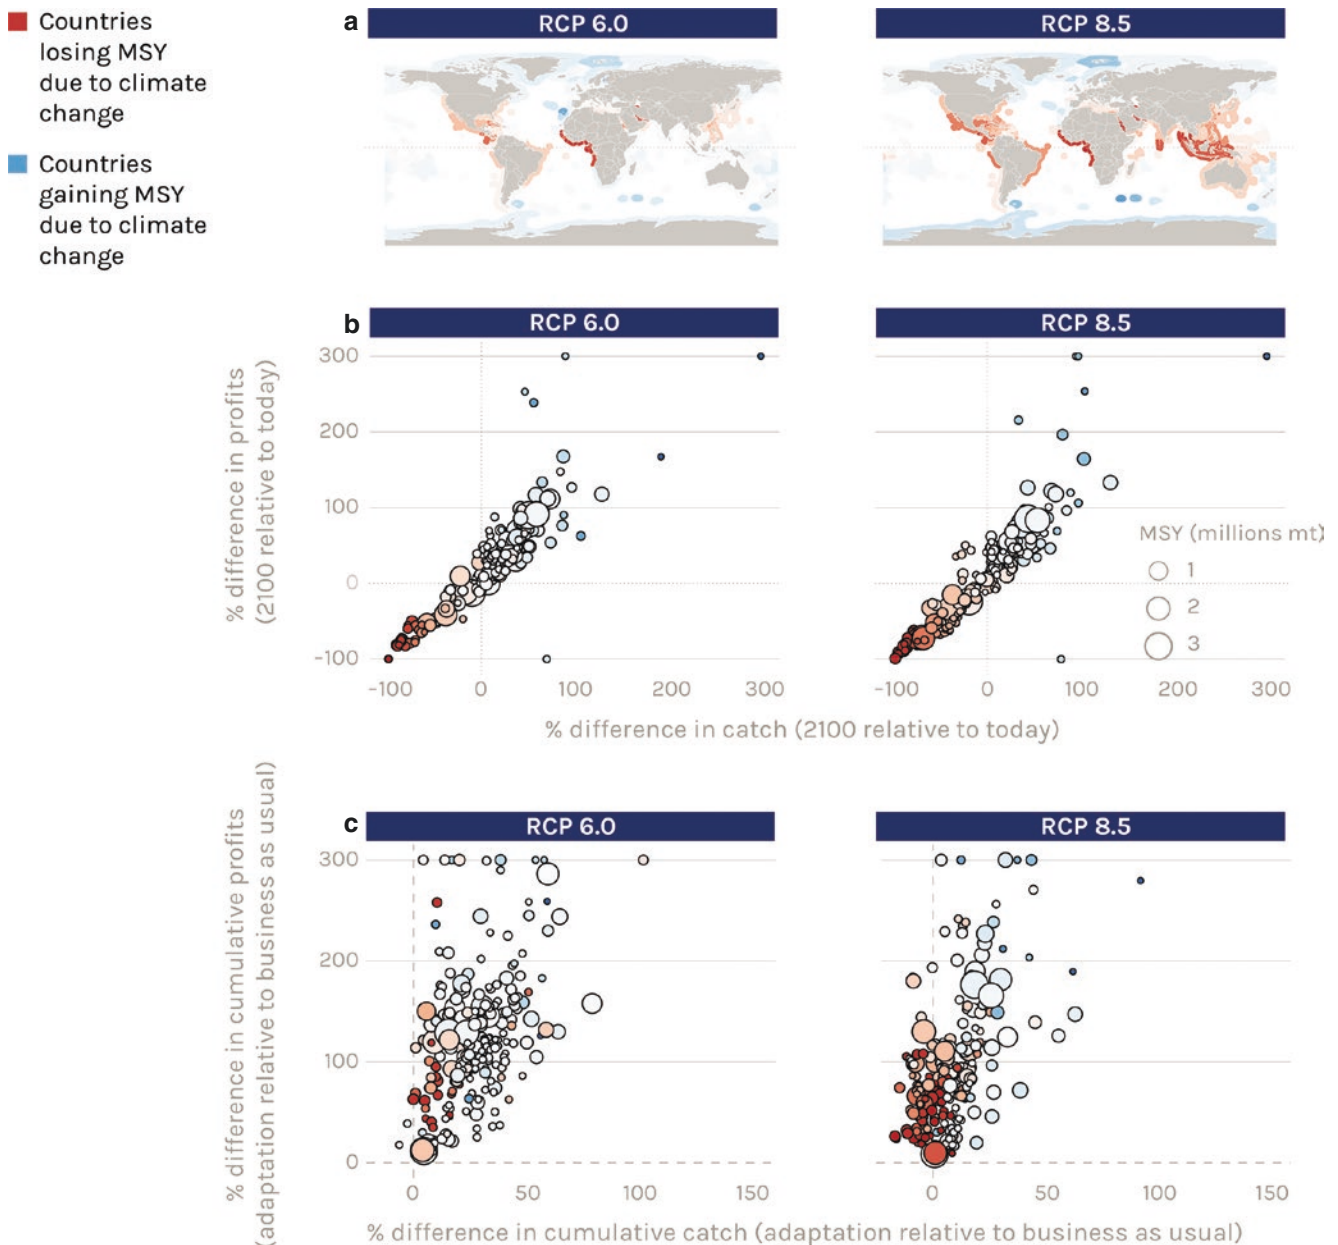 Countries
losing MSY
due to climate
change
Countries
gaining MSY
due to climate
change
a
RCP 6.0
RCP 8.5
b
RCP 6.0
RCP 8.5
% difference in profits
(2100 relative to today)
300
200
100
0
-100
MSY (millions mt)
1
2
3
-100 0 100 200 300
-100 0 100 200 300
% difference in catch (2100 relative to today)
c
RCP 6.0
RCP 8.5
% difference in cumulative profits
(adaptation relative to business as usual)
300
200
100
0
0 50 100 150
0 50 100 150
% difference in cumulative catch (adaptation relative to business as usual)